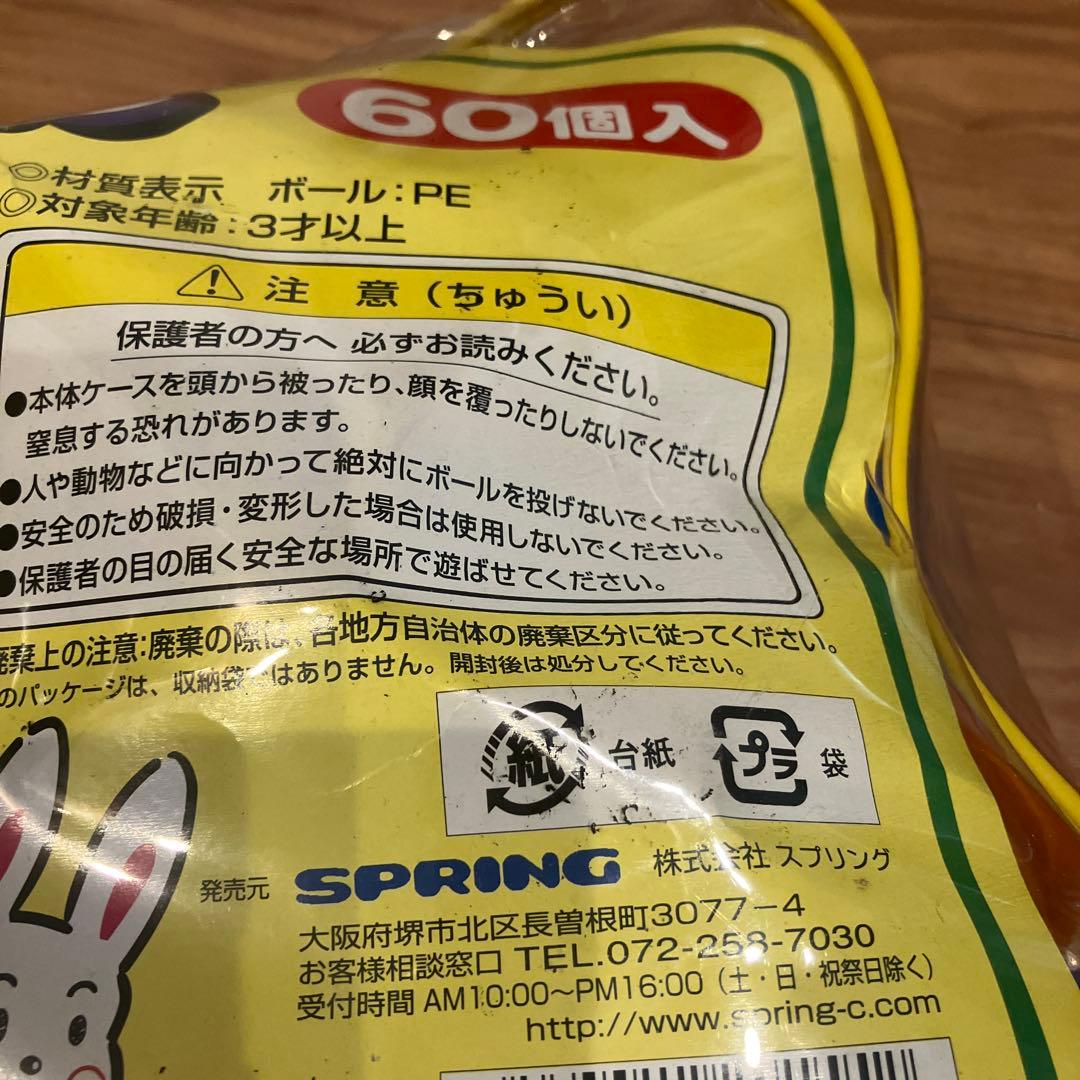 60個入
◎材質表示 ボール:PE
◎対象年齢:3才以上
注 意(ちゅうい)
保護者の方へ 必ずお読みください。
●本体ケースを頭から被ったり、顔を覆ったりしないでください。
窒息する恐れがあります。
●人や動物などに向かって絶対にボールを投げないでください。
●安全のため破損・変形した場合は使用しないでください。
●保護者の目の届く安全な場所で遊ばせてください。
廃棄上の注意:廃棄の際は、各地方自治体の廃棄区分に従ってください。
のパッケージは、収納袋ではありません。開封後は処分してください。
紙 台紙 プラ 袋
発売元 SPRING 株式会社 スプリング
大阪府堺市北区長曽根町3077-4
お客様相談窓口 TEL.072-258-7030
受付時間 AM10:00~PM16:00(土・日・祝祭日除く)
http://www.spring-c.com